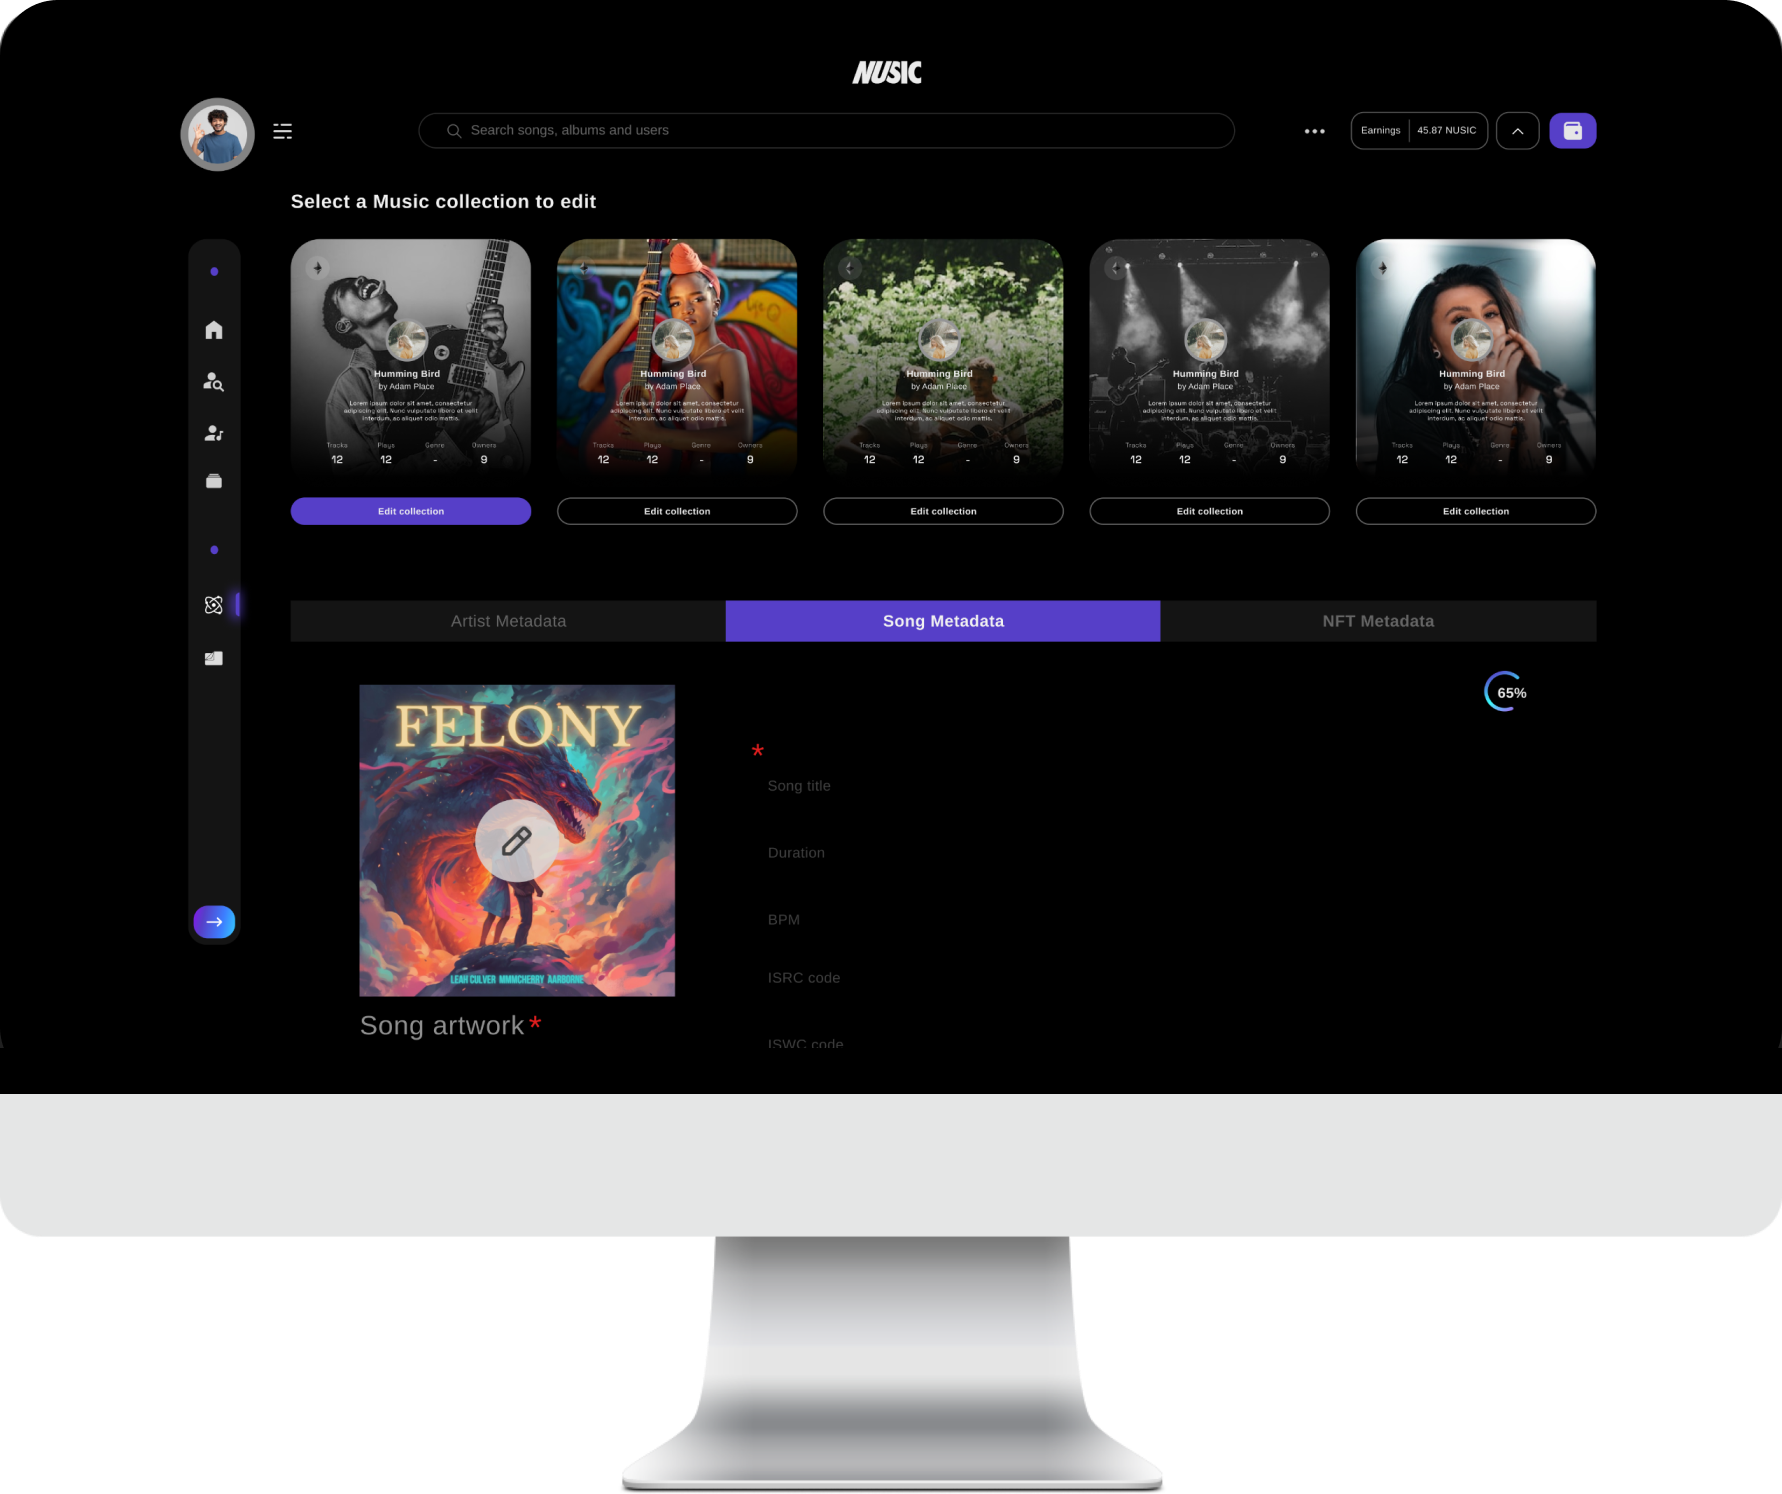 NUSIC
Search songs, albums and users
Earnings 45.87 NUSIC
Select a Music collection to edit
Humming Bird
by Adam Place
Lorem ipsum dolor sit amet, consectetur
adipiscing elit. Nunc vulputate libero et velit
interdum, ac aliquet odio mattis.
Tracks Plays Genre Owners
12 12 - 9
Edit collection
Humming Bird
by Adam Place
Lorem ipsum dolor sit amet, consectetur
adipiscing elit. Nunc vulputate libero et velit
interdum, ac aliquet odio mattis.
Tracks Plays Genre Owners
12 12 - 9
Edit collection
Humming Bird
by Adam Place
Lorem ipsum dolor sit amet, consectetur
adipiscing elit. Nunc vulputate libero et velit
interdum, ac aliquet odio mattis.
Tracks Plays Genre Owners
12 12 - 9
Edit collection
Humming Bird
by Adam Place
Lorem ipsum dolor sit amet, consectetur
adipiscing elit. Nunc vulputate libero et velit
interdum, ac aliquet odio mattis.
Tracks Plays Genre Owners
12 12 - 9
Edit collection
Humming Bird
by Adam Place
Lorem ipsum dolor sit amet, consectetur
adipiscing elit. Nunc vulputate libero et velit
interdum, ac aliquet odio mattis.
Tracks Plays Genre Owners
12 12 - 9
Edit collection
Artist Metadata
Song Metadata
NFT Metadata
65%
FELONY
LEAH CULVER MMMCHERRY AARBORNE
Song artwork *
*
Song title
Duration
BPM
ISRC code
ISWC code